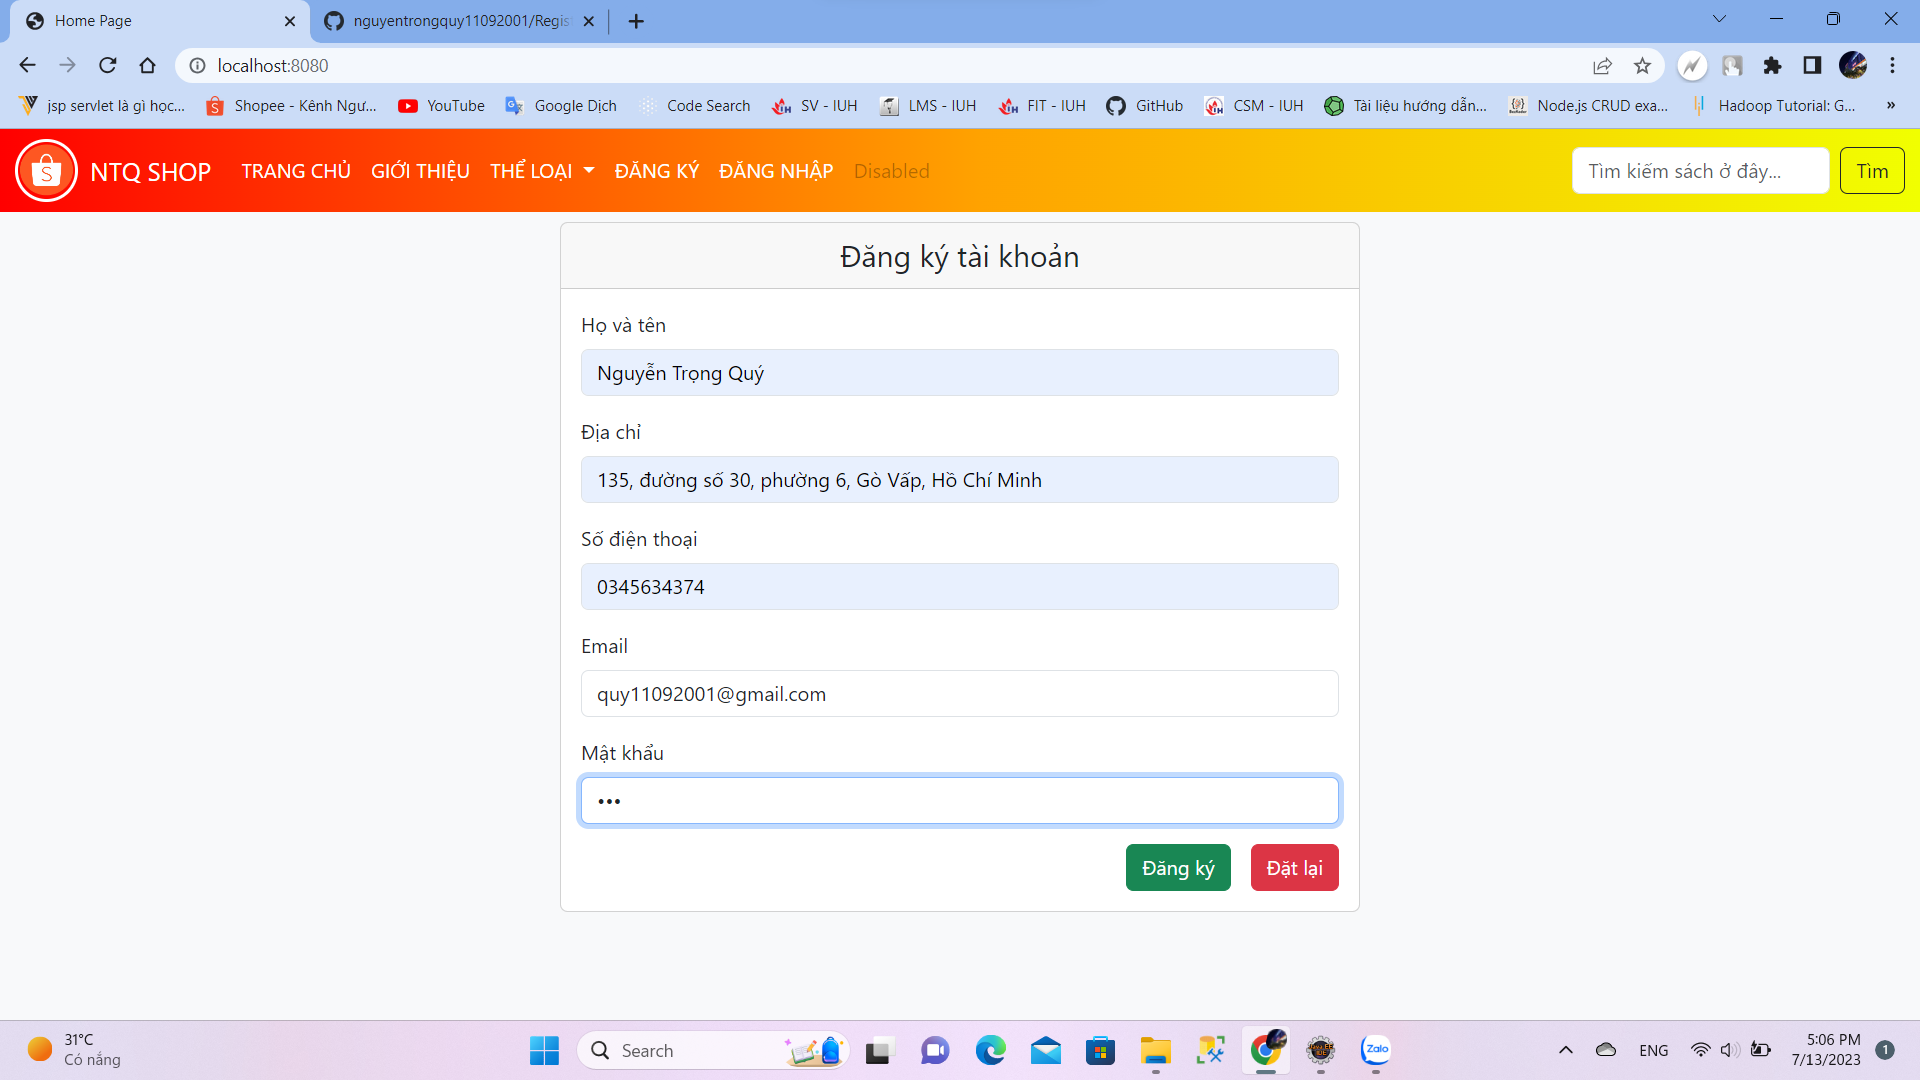 Home Page
nguyentrongquy11092001/Regis
localhost:8080
jsp servlet là gì học...
Shopee - Kênh Ngư...
YouTube
Google Dịch
Code Search
SV - IUH
LMS - IUH
FIT - IUH
GitHub
CSM - IUH
Tài liệu hướng dẫn...
Node.js CRUD exa...
Hadoop Tutorial: G...
»
NTQ SHOP
TRANG CHỦ
GIỚI THIỆU
THỂ LOẠI
ĐĂNG KÝ
ĐĂNG NHẬP
Disabled
Tìm kiếm sách ở đây...
Tìm
Đăng ký tài khoản
Họ và tên
Nguyễn Trọng Quý
Địa chỉ
135, đường số 30, phường 6, Gò Vấp, Hồ Chí Minh
Số điện thoại
0345634374
Email
quy11092001@gmail.com
Mật khẩu
•••
Đăng ký
Đặt lại
31°C
Có nắng
Search
Zalo
ENG
5:06 PM
7/13/2023
1